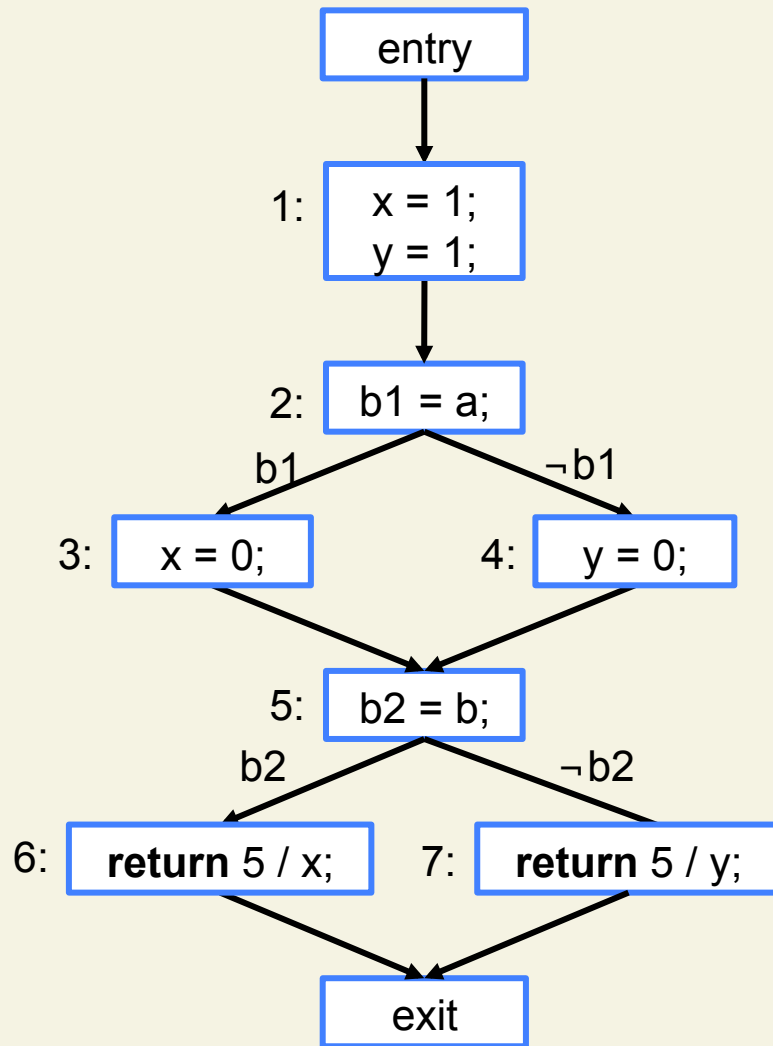 entry
1:
x = 1;
y = 1;
2:
b1 = a;
b1
¬b1
3:
x = 0;
4:
y = 0;
5:
b2 = b;
b2
¬b2
6:
return 5 / x;
7:
return 5 / y;
exit